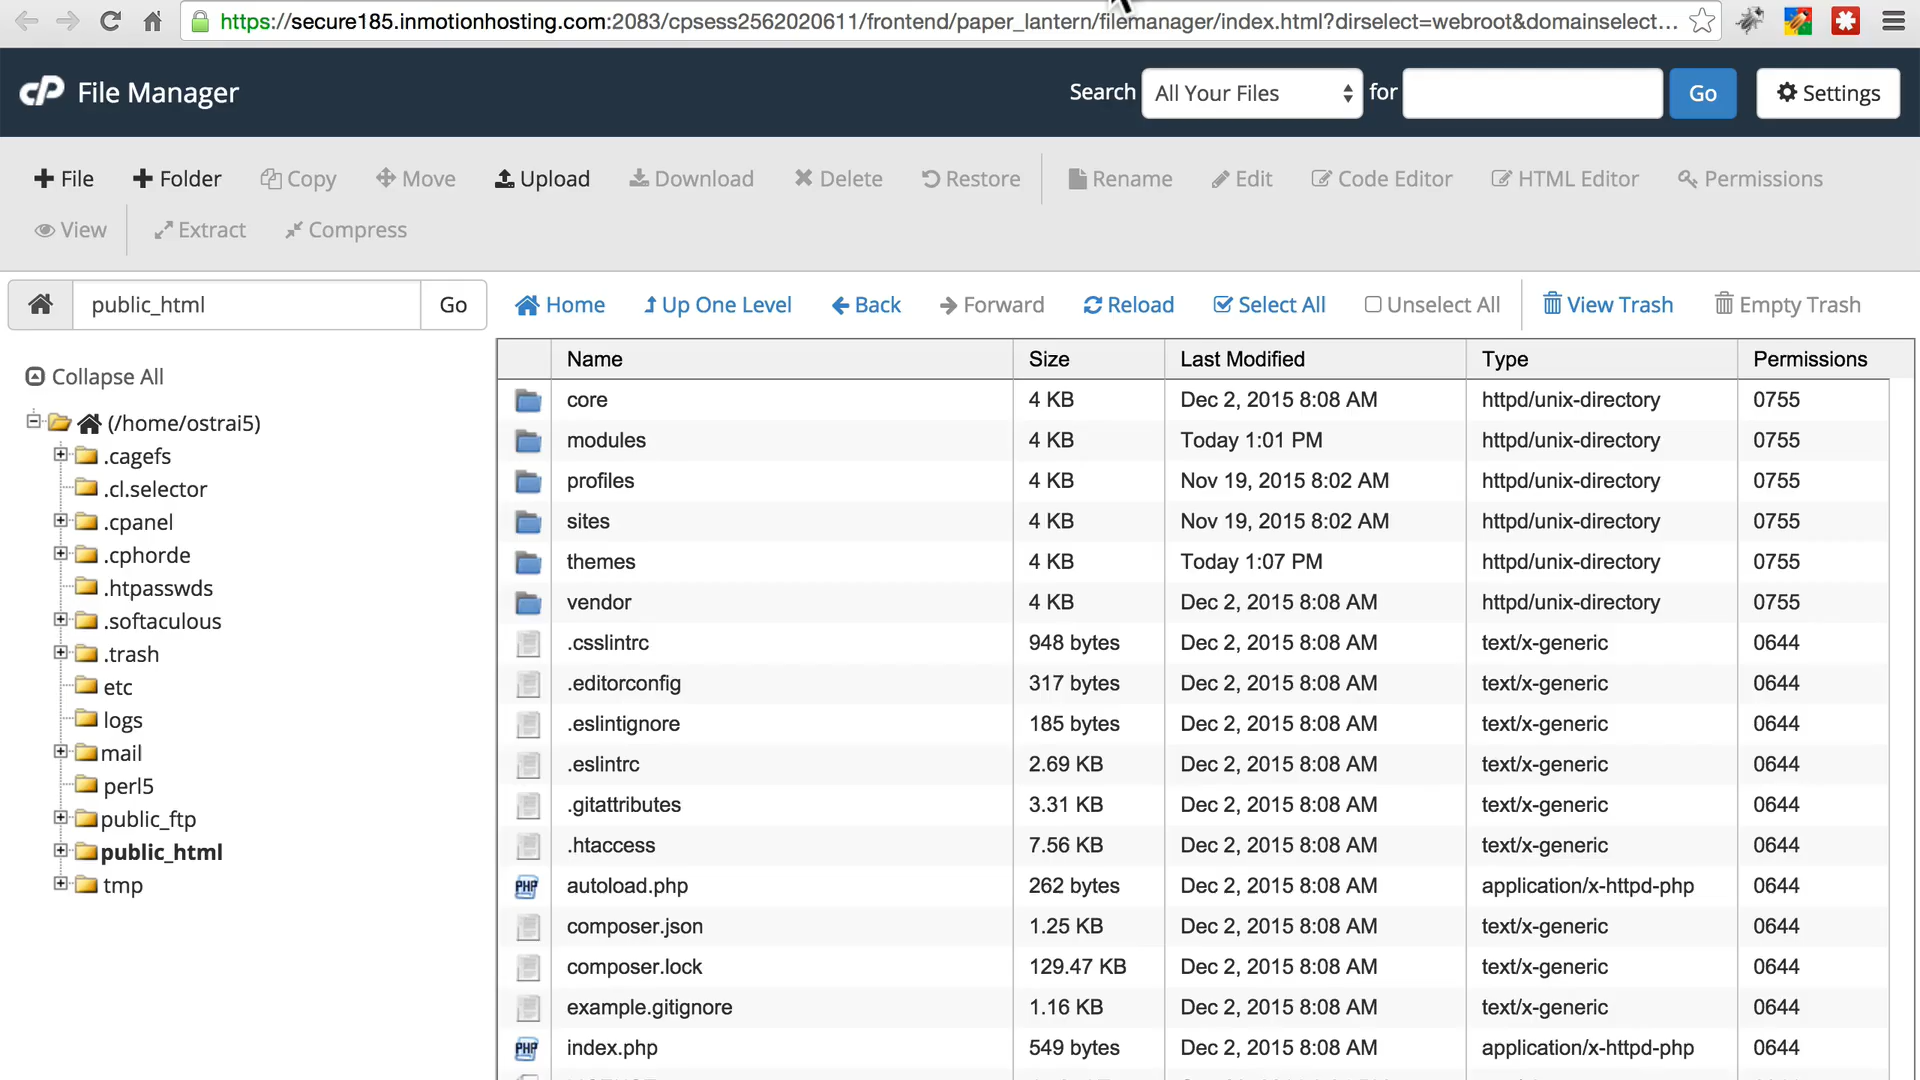 https://secure185.inmotionhosting.com:2083/cpsess2562020611/frontend/paper_lantern/filemanager/index.html?dirselect=webroot&domainselect...
cP File Manager
Search All Your Files for Go Settings
File Folder Copy Move Upload Download Delete Restore Rename Edit Code Editor HTML Editor Permissions
View Extract Compress
public_html Go Home Up One Level Back Forward Reload Select All Unselect All View Trash Empty Trash
Collapse All
(/home/ostrai5)
.cagefs
.cl.selector
.cpanel
.cphorde
.htpasswds
.softaculous
.trash
etc
logs
mail
perl5
public_ftp
public_html
tmp
Name Size Last Modified Type Permissions
core 4 KB Dec 2, 2015 8:08 AM httpd/unix-directory 0755
modules 4 KB Today 1:01 PM httpd/unix-directory 0755
profiles 4 KB Nov 19, 2015 8:02 AM httpd/unix-directory 0755
sites 4 KB Nov 19, 2015 8:02 AM httpd/unix-directory 0755
themes 4 KB Today 1:07 PM httpd/unix-directory 0755
vendor 4 KB Dec 2, 2015 8:08 AM httpd/unix-directory 0755
.csslintrc 948 bytes Dec 2, 2015 8:08 AM text/x-generic 0644
.editorconfig 317 bytes Dec 2, 2015 8:08 AM text/x-generic 0644
.eslintignore 185 bytes Dec 2, 2015 8:08 AM text/x-generic 0644
.eslintrc 2.69 KB Dec 2, 2015 8:08 AM text/x-generic 0644
.gitattributes 3.31 KB Dec 2, 2015 8:08 AM text/x-generic 0644
.htaccess 7.56 KB Dec 2, 2015 8:08 AM text/x-generic 0644
PHP autoload.php 262 bytes Dec 2, 2015 8:08 AM application/x-httpd-php 0644
composer.json 1.25 KB Dec 2, 2015 8:08 AM text/x-generic 0644
composer.lock 129.47 KB Dec 2, 2015 8:08 AM text/x-generic 0644
example.gitignore 1.16 KB Dec 2, 2015 8:08 AM text/x-generic 0644
PHP index.php 549 bytes Dec 2, 2015 8:08 AM application/x-httpd-php 0644